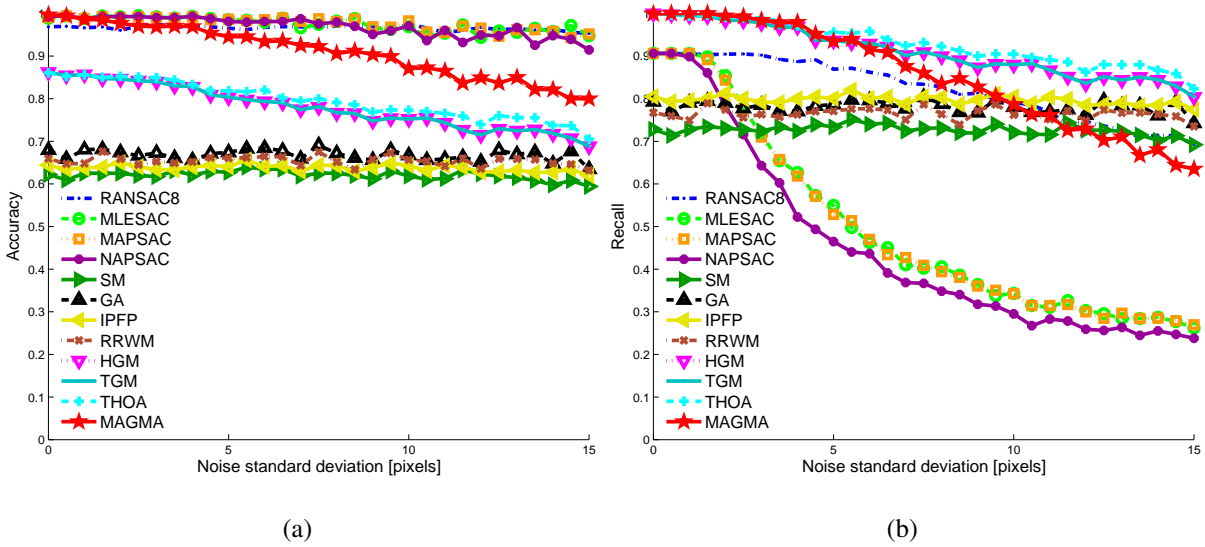 Accuracy
0.9
0.8
0.7
0.6
0.5
0.4
0.3
0.2
0.1
0
RANSAC8
MLESAC
MAPSAC
NAPSAC
SM
GA
IPFP
RRWM
HGM
TGM
THOA
MAGMA
0 5 10 15
Noise standard deviation [pixels]
(a)
Recall
1
0.9
0.8
0.7
0.6
0.5
0.4
0.3
0.2
0.1
0
RANSAC8
MLESAC
MAPSAC
NAPSAC
SM
GA
IPFP
RRWM
HGM
TGM
THOA
MAGMA
0 5 10 15
Noise standard deviation [pixels]
(b)